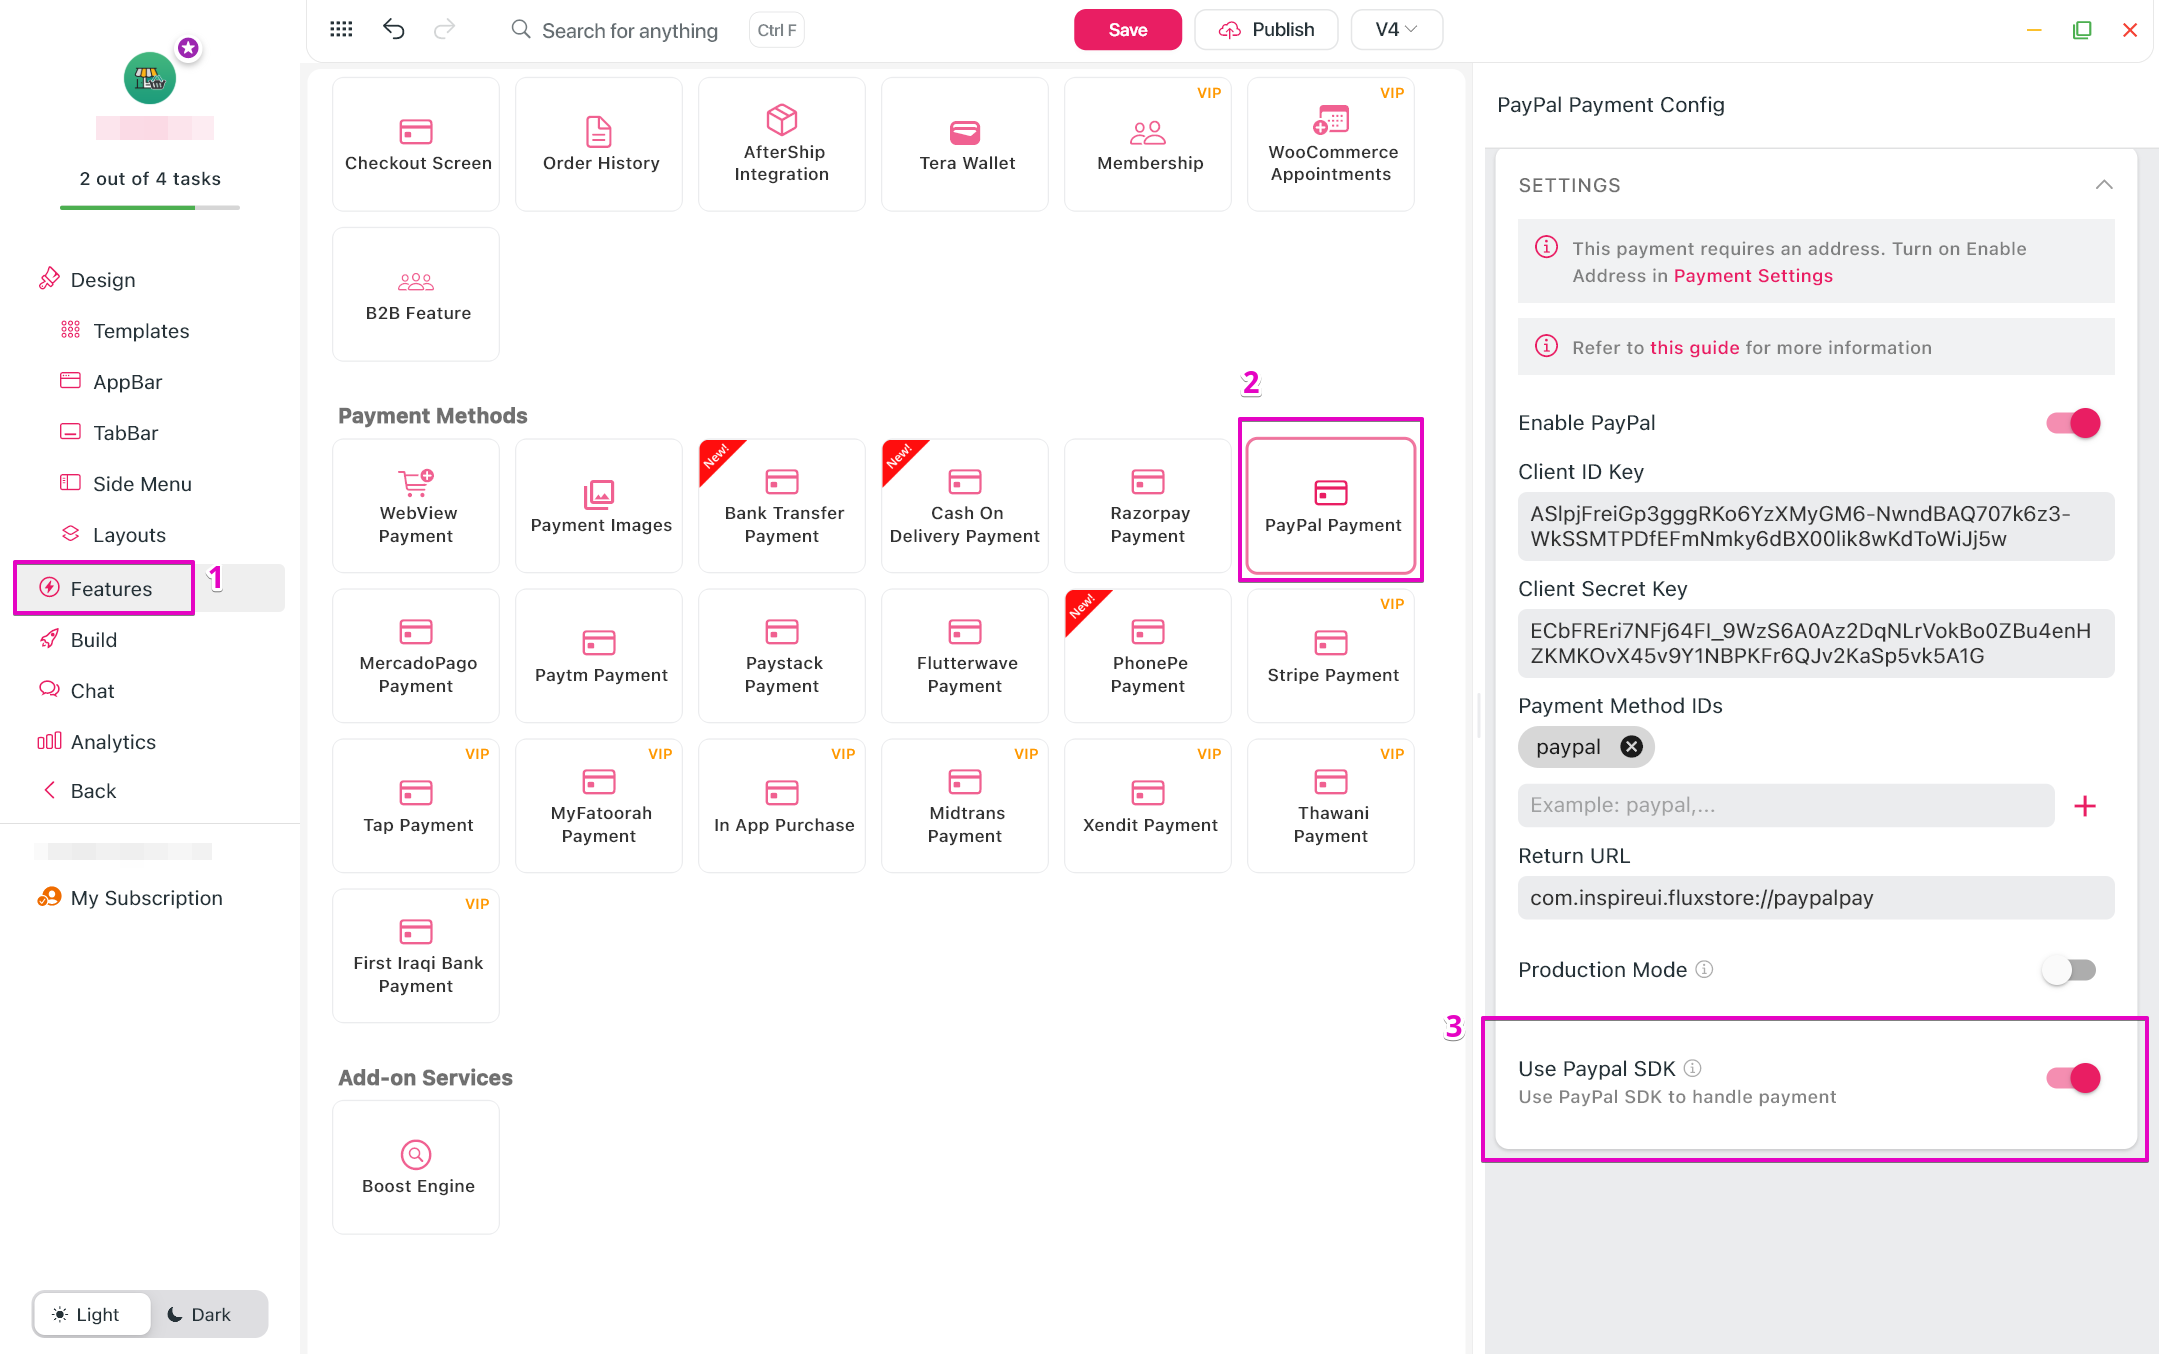 Search for anything
Ctrl F
Save
Publish
V4
2 out of 4 tasks
Design
Templates
AppBar
TabBar
Side Menu
Layouts
Features
1
Build
Chat
Analytics
Back
My Subscription
Light
Dark
Checkout Screen
Order History
AfterShip
Integration
Tera Wallet
VIP
Membership
VIP
WooCommerce
Appointments
B2B Feature
Payment Methods
2
WebView
Payment
Payment Images
New!
Bank Transfer
Payment
New!
Cash On
Delivery Payment
Razorpay
Payment
PayPal Payment
MercadoPago
Payment
Paytm Payment
Paystack
Payment
Flutterwave
Payment
New!
PhonePe
Payment
VIP
Stripe Payment
VIP
Tap Payment
VIP
MyFatoorah
Payment
VIP
In App Purchase
VIP
Midtrans
Payment
VIP
Xendit Payment
VIP
Thawani
Payment
VIP
First Iraqi Bank
Payment
Add-on Services
Boost Engine
PayPal Payment Config
SETTINGS
This payment requires an address. Turn on Enable
Address in Payment Settings
Refer to this guide for more information
Enable PayPal
Client ID Key
ASlpjFreiGp3gggRKo6YzXMyGM6-NwndBAQ707k6z3-
WkSSMTPDfEFmNmky6dBX00lik8wKdToWiJj5w
Client Secret Key
ECbFREri7NFj64FI_9WzS6A0Az2DqNLrVokBo0ZBu4enH
ZKMKOvX45v9Y1NBPKFr6QJv2KaSp5vk5A1G
Payment Method IDs
paypal
Example: paypal,...
Return URL
com.inspireui.fluxstore://paypalpay
Production Mode
3
Use Paypal SDK
Use PayPal SDK to handle payment